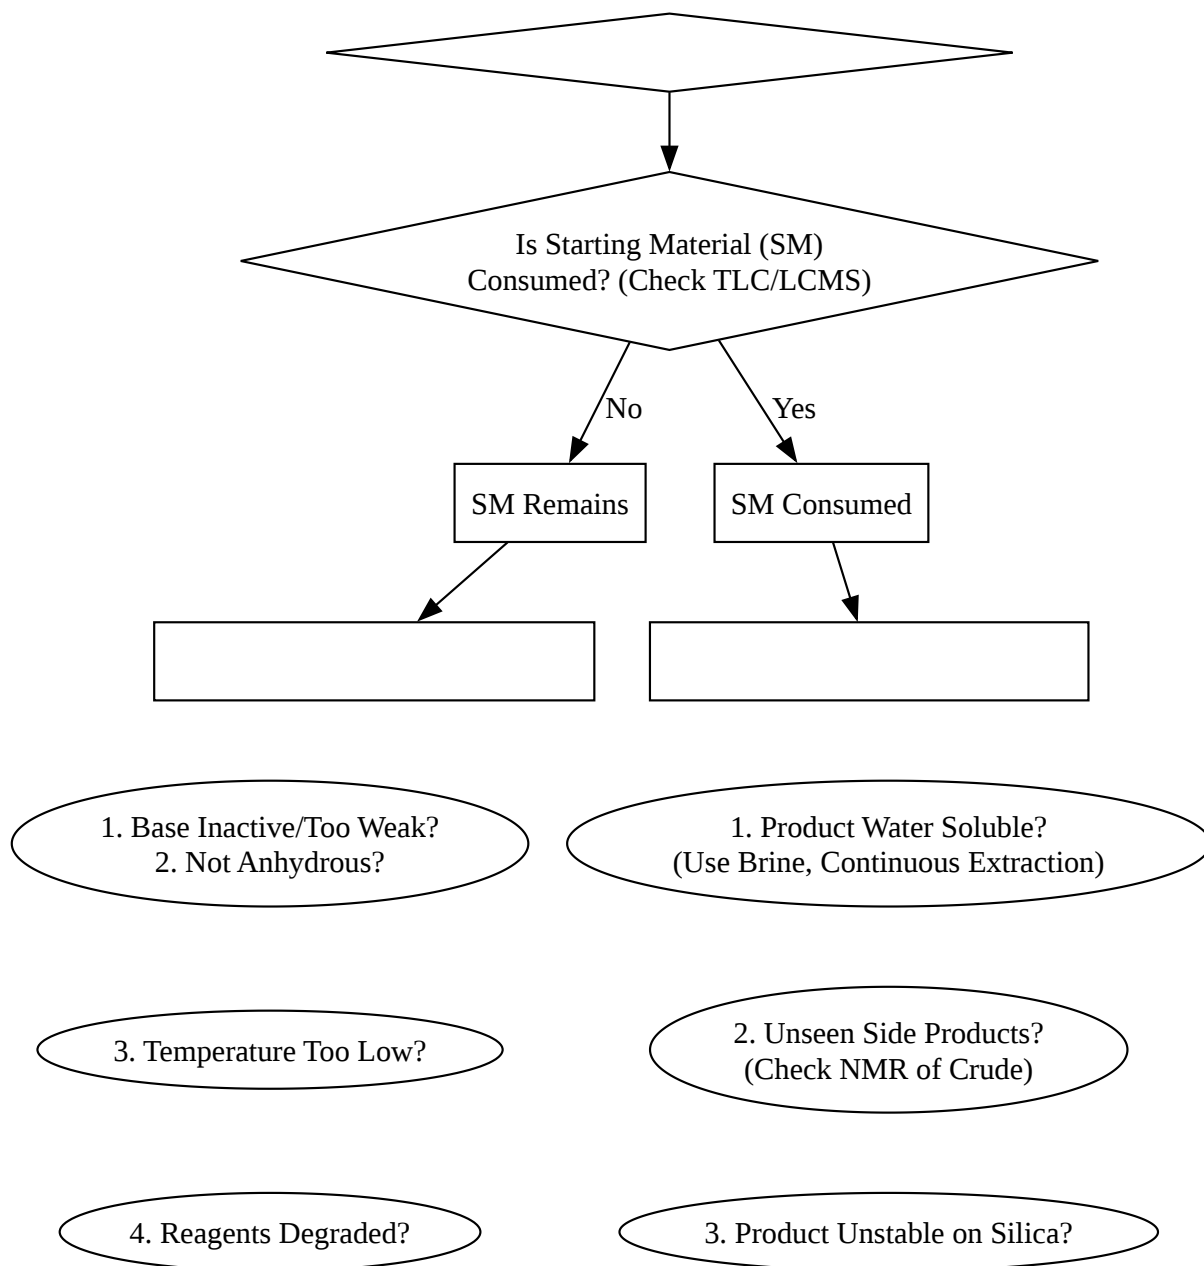 Is Starting Material (SM)
Consumed? (Check TLC/LCMS)
No
Yes
SM Remains
SM Consumed
1. Base Inactive/Too Weak?
2. Not Anhydrous?
1. Product Water Soluble?
(Use Brine, Continuous Extraction)
3. Temperature Too Low?
2. Unseen Side Products?
(Check NMR of Crude)
4. Reagents Degraded?
3. Product Unstable on Silica?